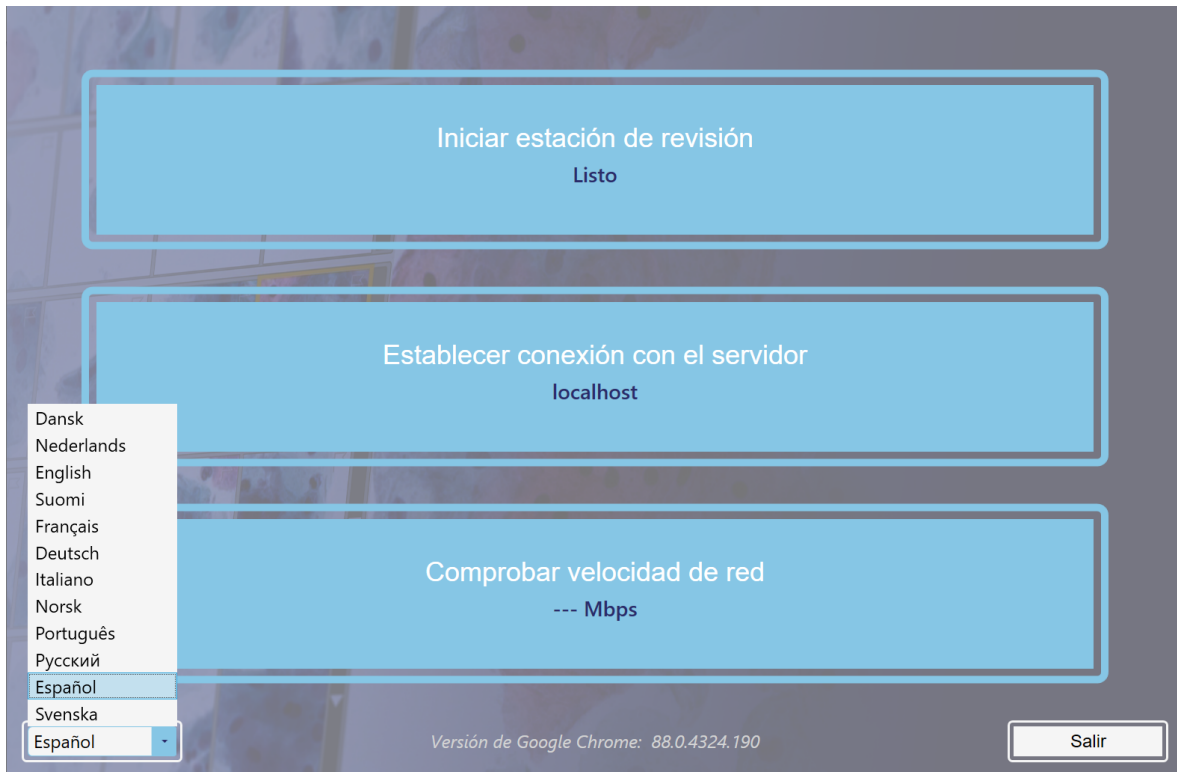 Iniciar estación de revisión
Listo
Establecer conexión con el servidor
localhost
Comprobar velocidad de red
--- Mbps
Dansk
Nederlands
English
Suomi
Français
Deutsch
Italiano
Norsk
Português
Русский
Español
Svenska
Español
Versión de Google Chrome: 88.0.4324.190
Salir